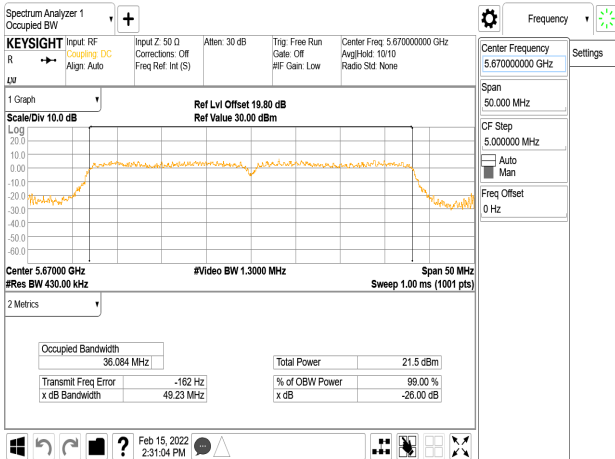 Spectrum Analyzer 1
Occupied BW
Frequency
KEYSIGHT
R
Input: RF
Coupling: DC
Align: Auto
Input Z: 50 Ω
Corrections: Off
Freq Ref: Int (S)
Atten: 30 dB
Trig: Free Run
Gate: Off
#IF Gain: Low
Center Freq: 5.670000000 GHz
Avg|Hold: 10/10
Radio Std: None
LXI
Center Frequency
5.670000000 GHz
Settings
Span
50.000 MHz
CF Step
5.000000 MHz
Auto
Man
Freq Offset
0 Hz
1 Graph
Ref Lvl Offset 19.80 dB
Scale/Div 10.0 dB
Ref Value 30.00 dBm
Log
20.0
10.0
0.00
-10.0
-20.0
-30.0
-40.0
-50.0
-60.0
Center 5.67000 GHz
#Video BW 1.3000 MHz
Span 50 MHz
#Res BW 430.00 kHz
Sweep 1.00 ms (1001 pts)
2 Metrics
Occupied Bandwidth
36.084 MHz
Total Power 21.5 dBm
Transmit Freq Error -162 Hz
% of OBW Power 99.00 %
x dB Bandwidth 49.23 MHz
x dB -26.00 dB
?
Feb 15, 2022
2:31:04 PM